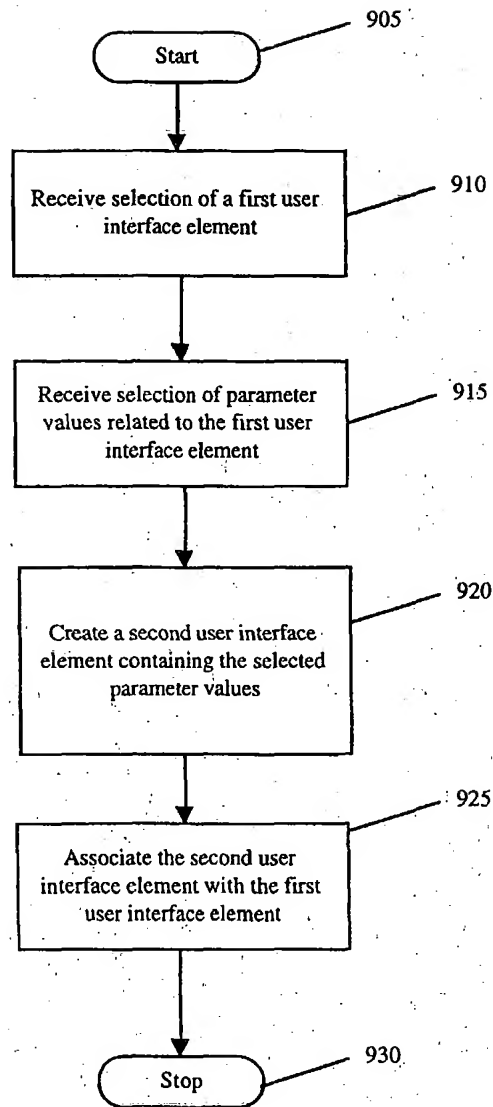 905
Start
910
Receive selection of a first user
interface element
915
Receive selection of parameter
values related to the first user
interface element
920
Create a second user interface
element containing the selected
parameter values
925
Associate the second user
interface element with the first
user interface element
930
Stop